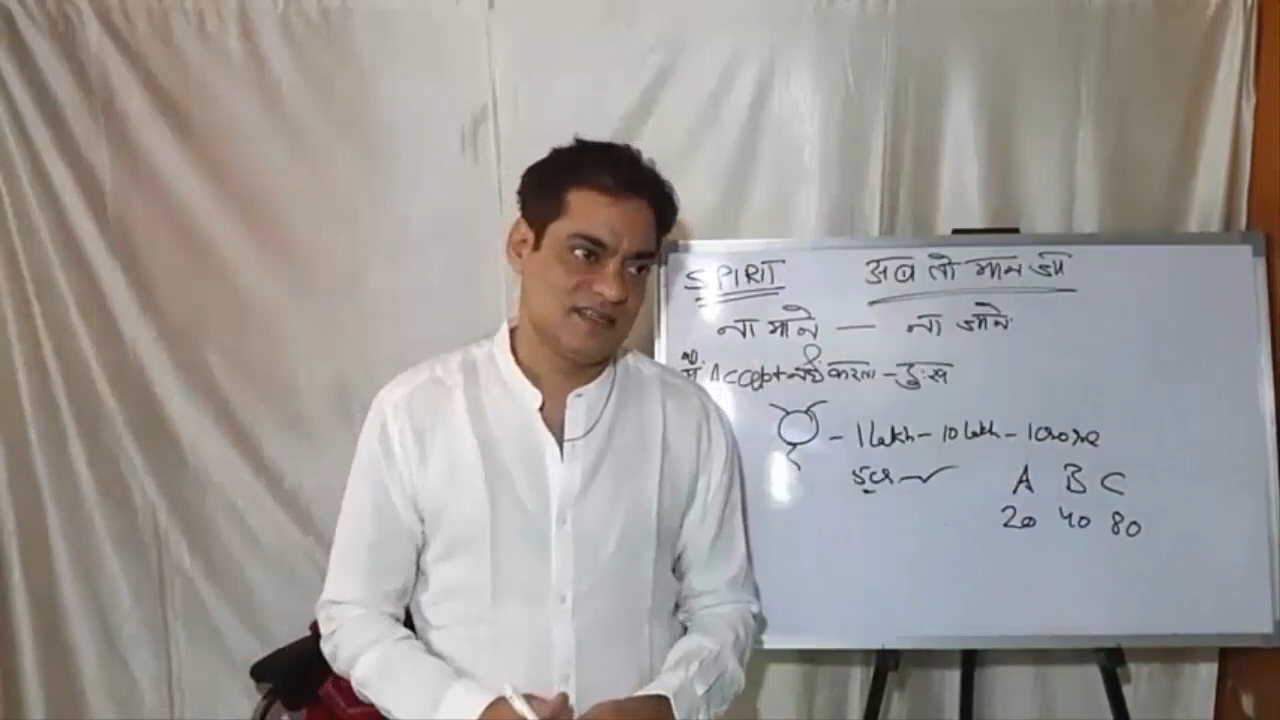 SPIRIT अब तो मान जा
ना माने — ना जाने
मैं Accept नहीं करता - दुःख
- 1 Lakh - 10 Lakh - 1 crore
A B C
20 40 80